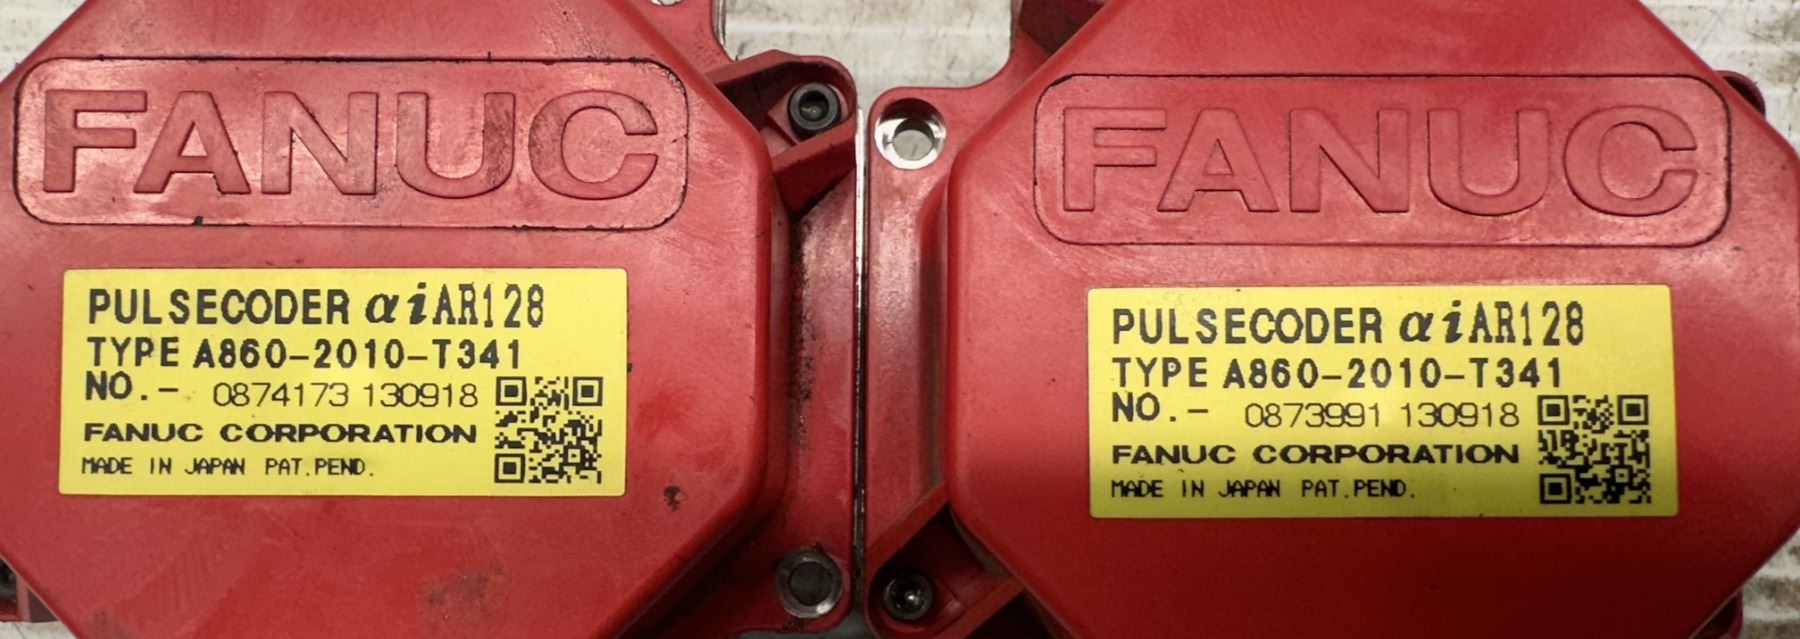 FANUC
PULSECODER αiAR128
TYPE A860-2010-T341
NO.- 0874173 130918
FANUC CORPORATION
MADE IN JAPAN PAT.PEND.
FANUC
PULSECODER αiAR128
TYPE A860-2010-T341
NO.- 0873991 130918
FANUC CORPORATION
MADE IN JAPAN PAT.PEND.